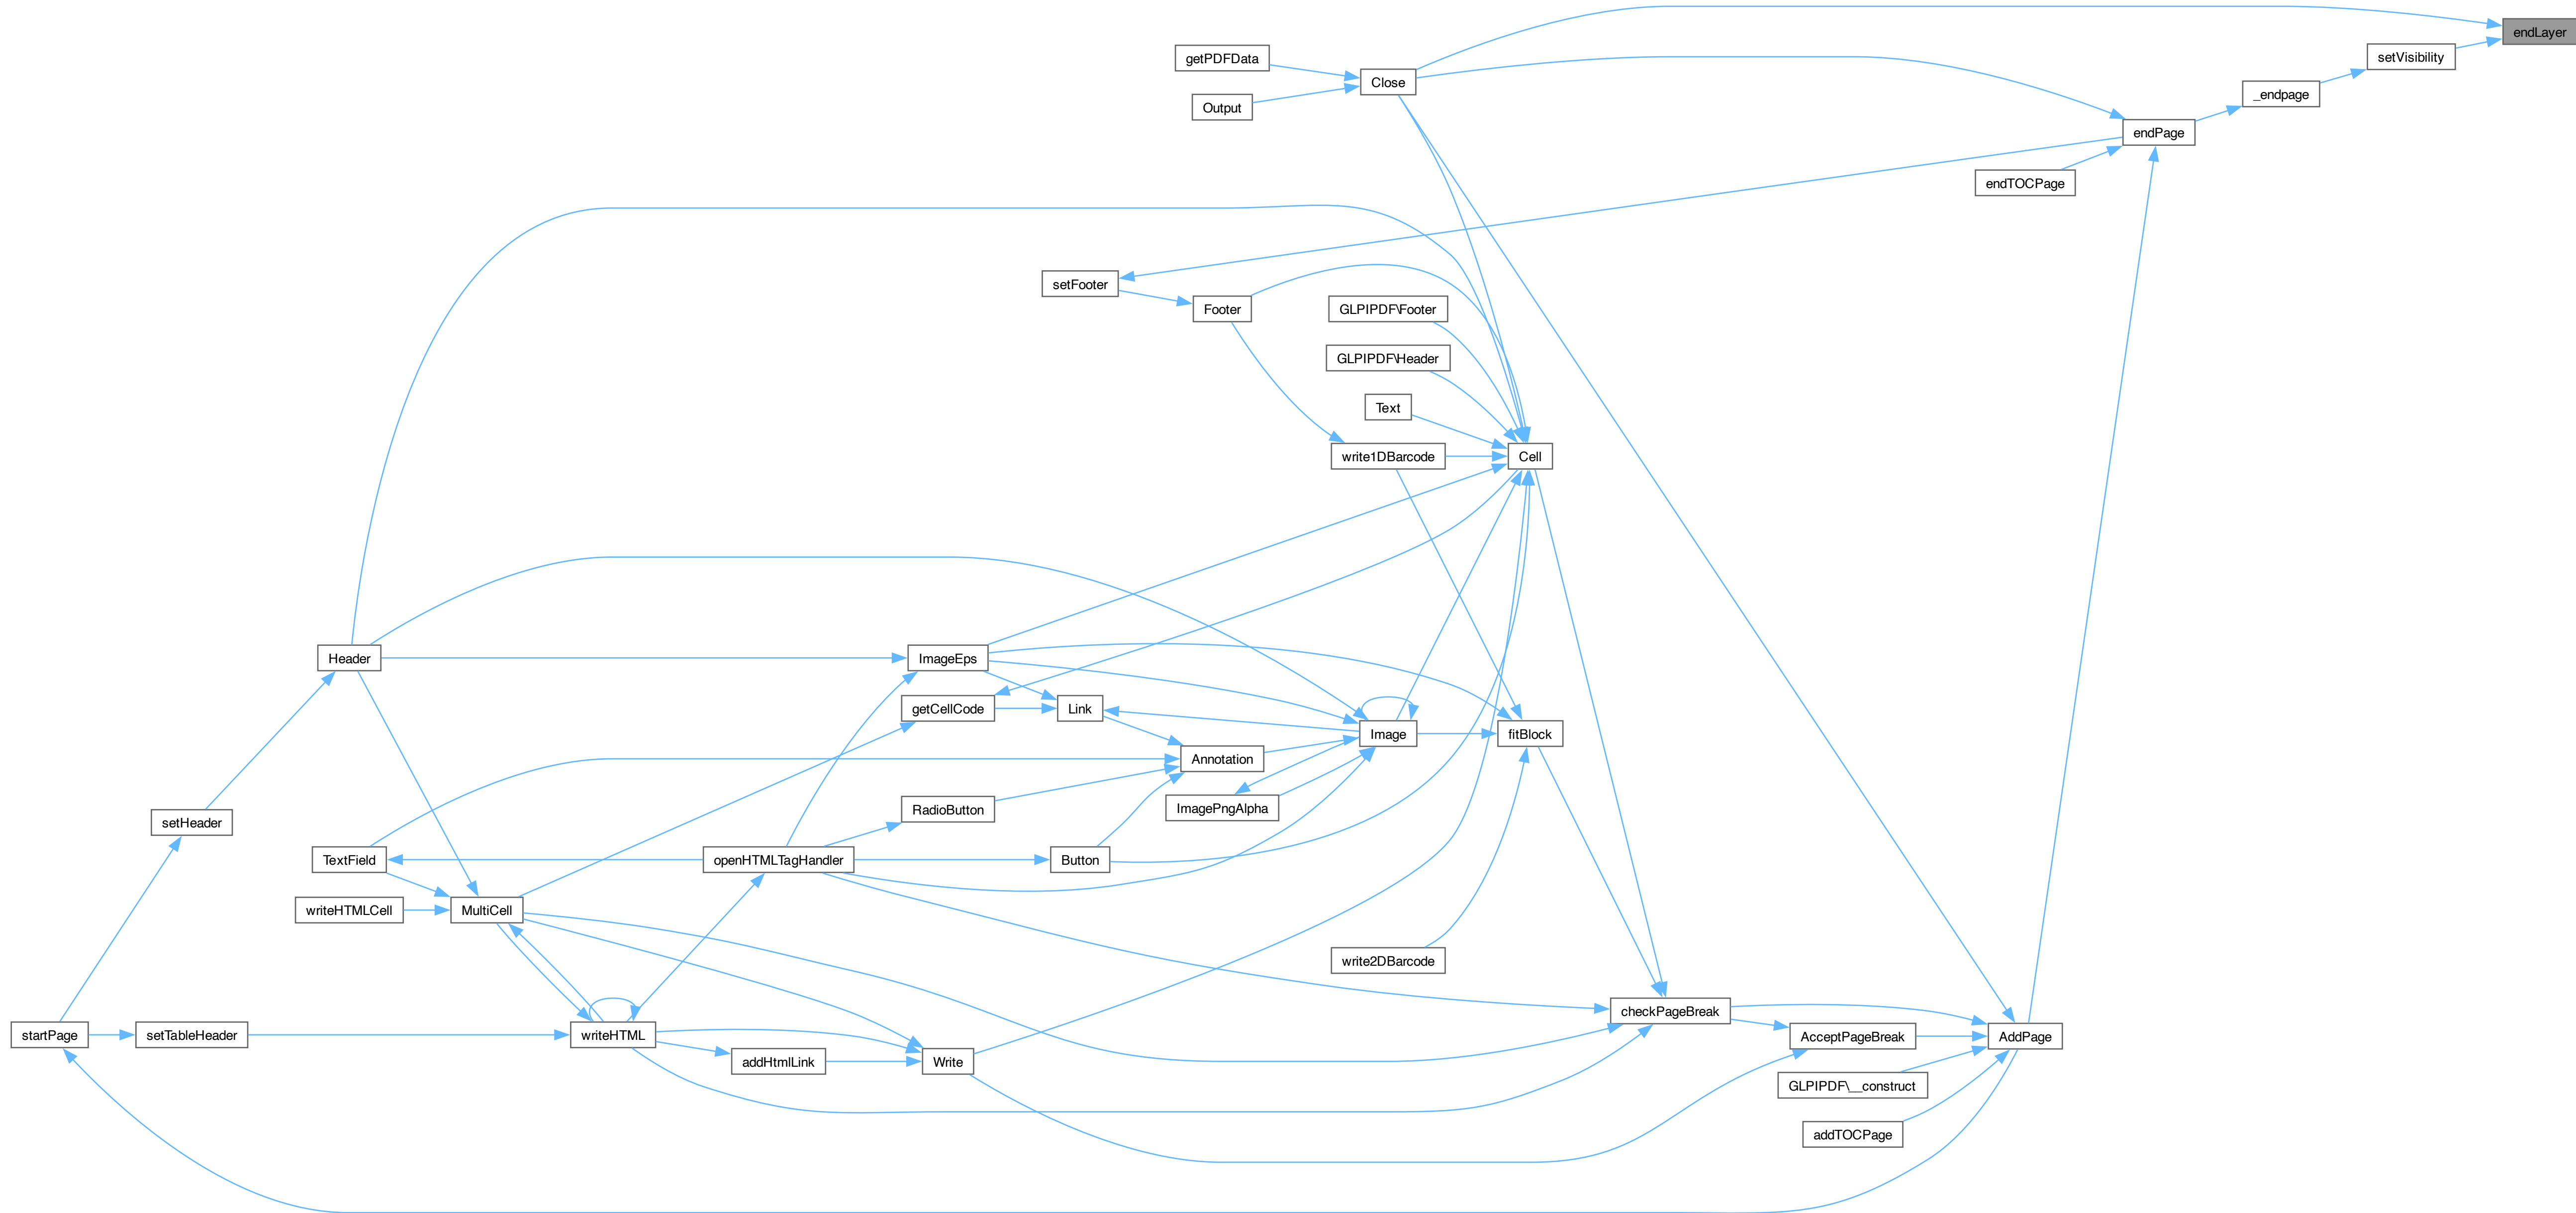 endLayer
getPDFData
setVisibility
Close
_endpage
Output
endPage
endTOCPage
setFooter
Footer
GLPIPDF\Footer
GLPIPDF\Header
Text
write1DBarcode
Cell
Header
ImageEps
getCellCode
Link
Image
fitBlock
Annotation
ImagePngAlpha
RadioButton
setHeader
TextField
openHTMLTagHandler
Button
writeHTMLCell
MultiCell
write2DBarcode
checkPageBreak
startPage
setTableHeader
writeHTML
AcceptPageBreak
AddPage
addHtmlLink
Write
GLPIPDF\__construct
addTOCPage